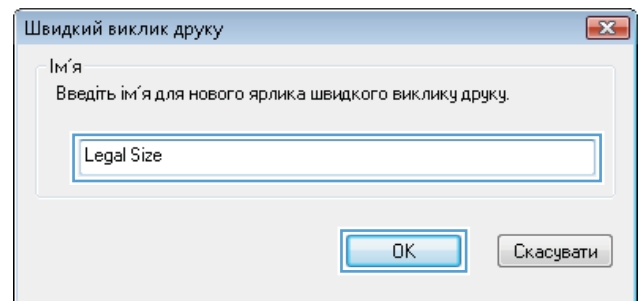 Швидкий виклик друку
Ім´я
Введіть ім´я для нового ярлика швидкого виклику друку.
Legal Size
OK
Скасувати